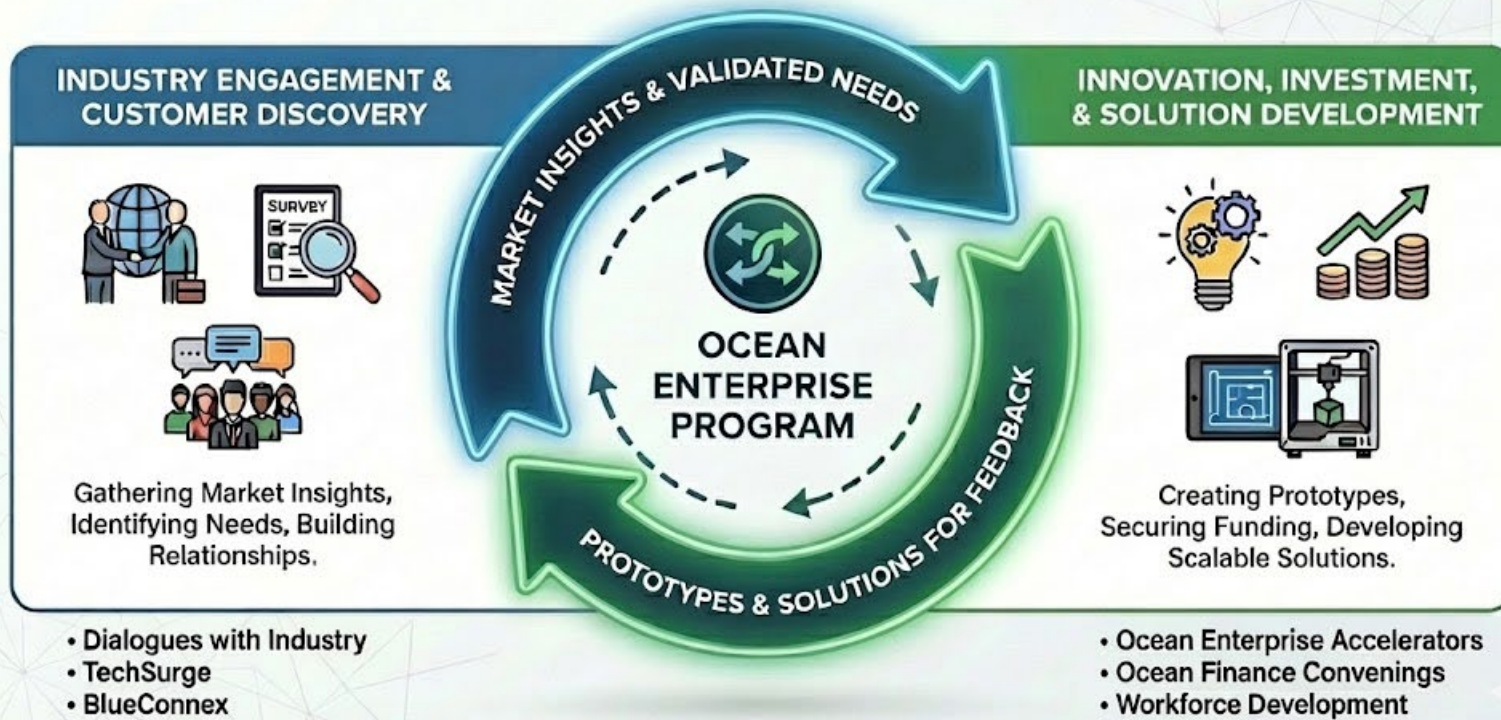 INDUSTRY ENGAGEMENT &
CUSTOMER DISCOVERY
SURVEY
Gathering Market Insights,
Identifying Needs, Building
Relationships.
• Dialogues with Industry
• TechSurge
• BlueConnex
MARKET INSIGHTS & VALIDATED NEEDS
OCEAN
ENTERPRISE
PROGRAM
PROTOTYPES & SOLUTIONS FOR FEEDBACK
INNOVATION, INVESTMENT,
& SOLUTION DEVELOPMENT
Creating Prototypes,
Securing Funding, Developing
Scalable Solutions.
• Ocean Enterprise Accelerators
• Ocean Finance Convenings
• Workforce Development